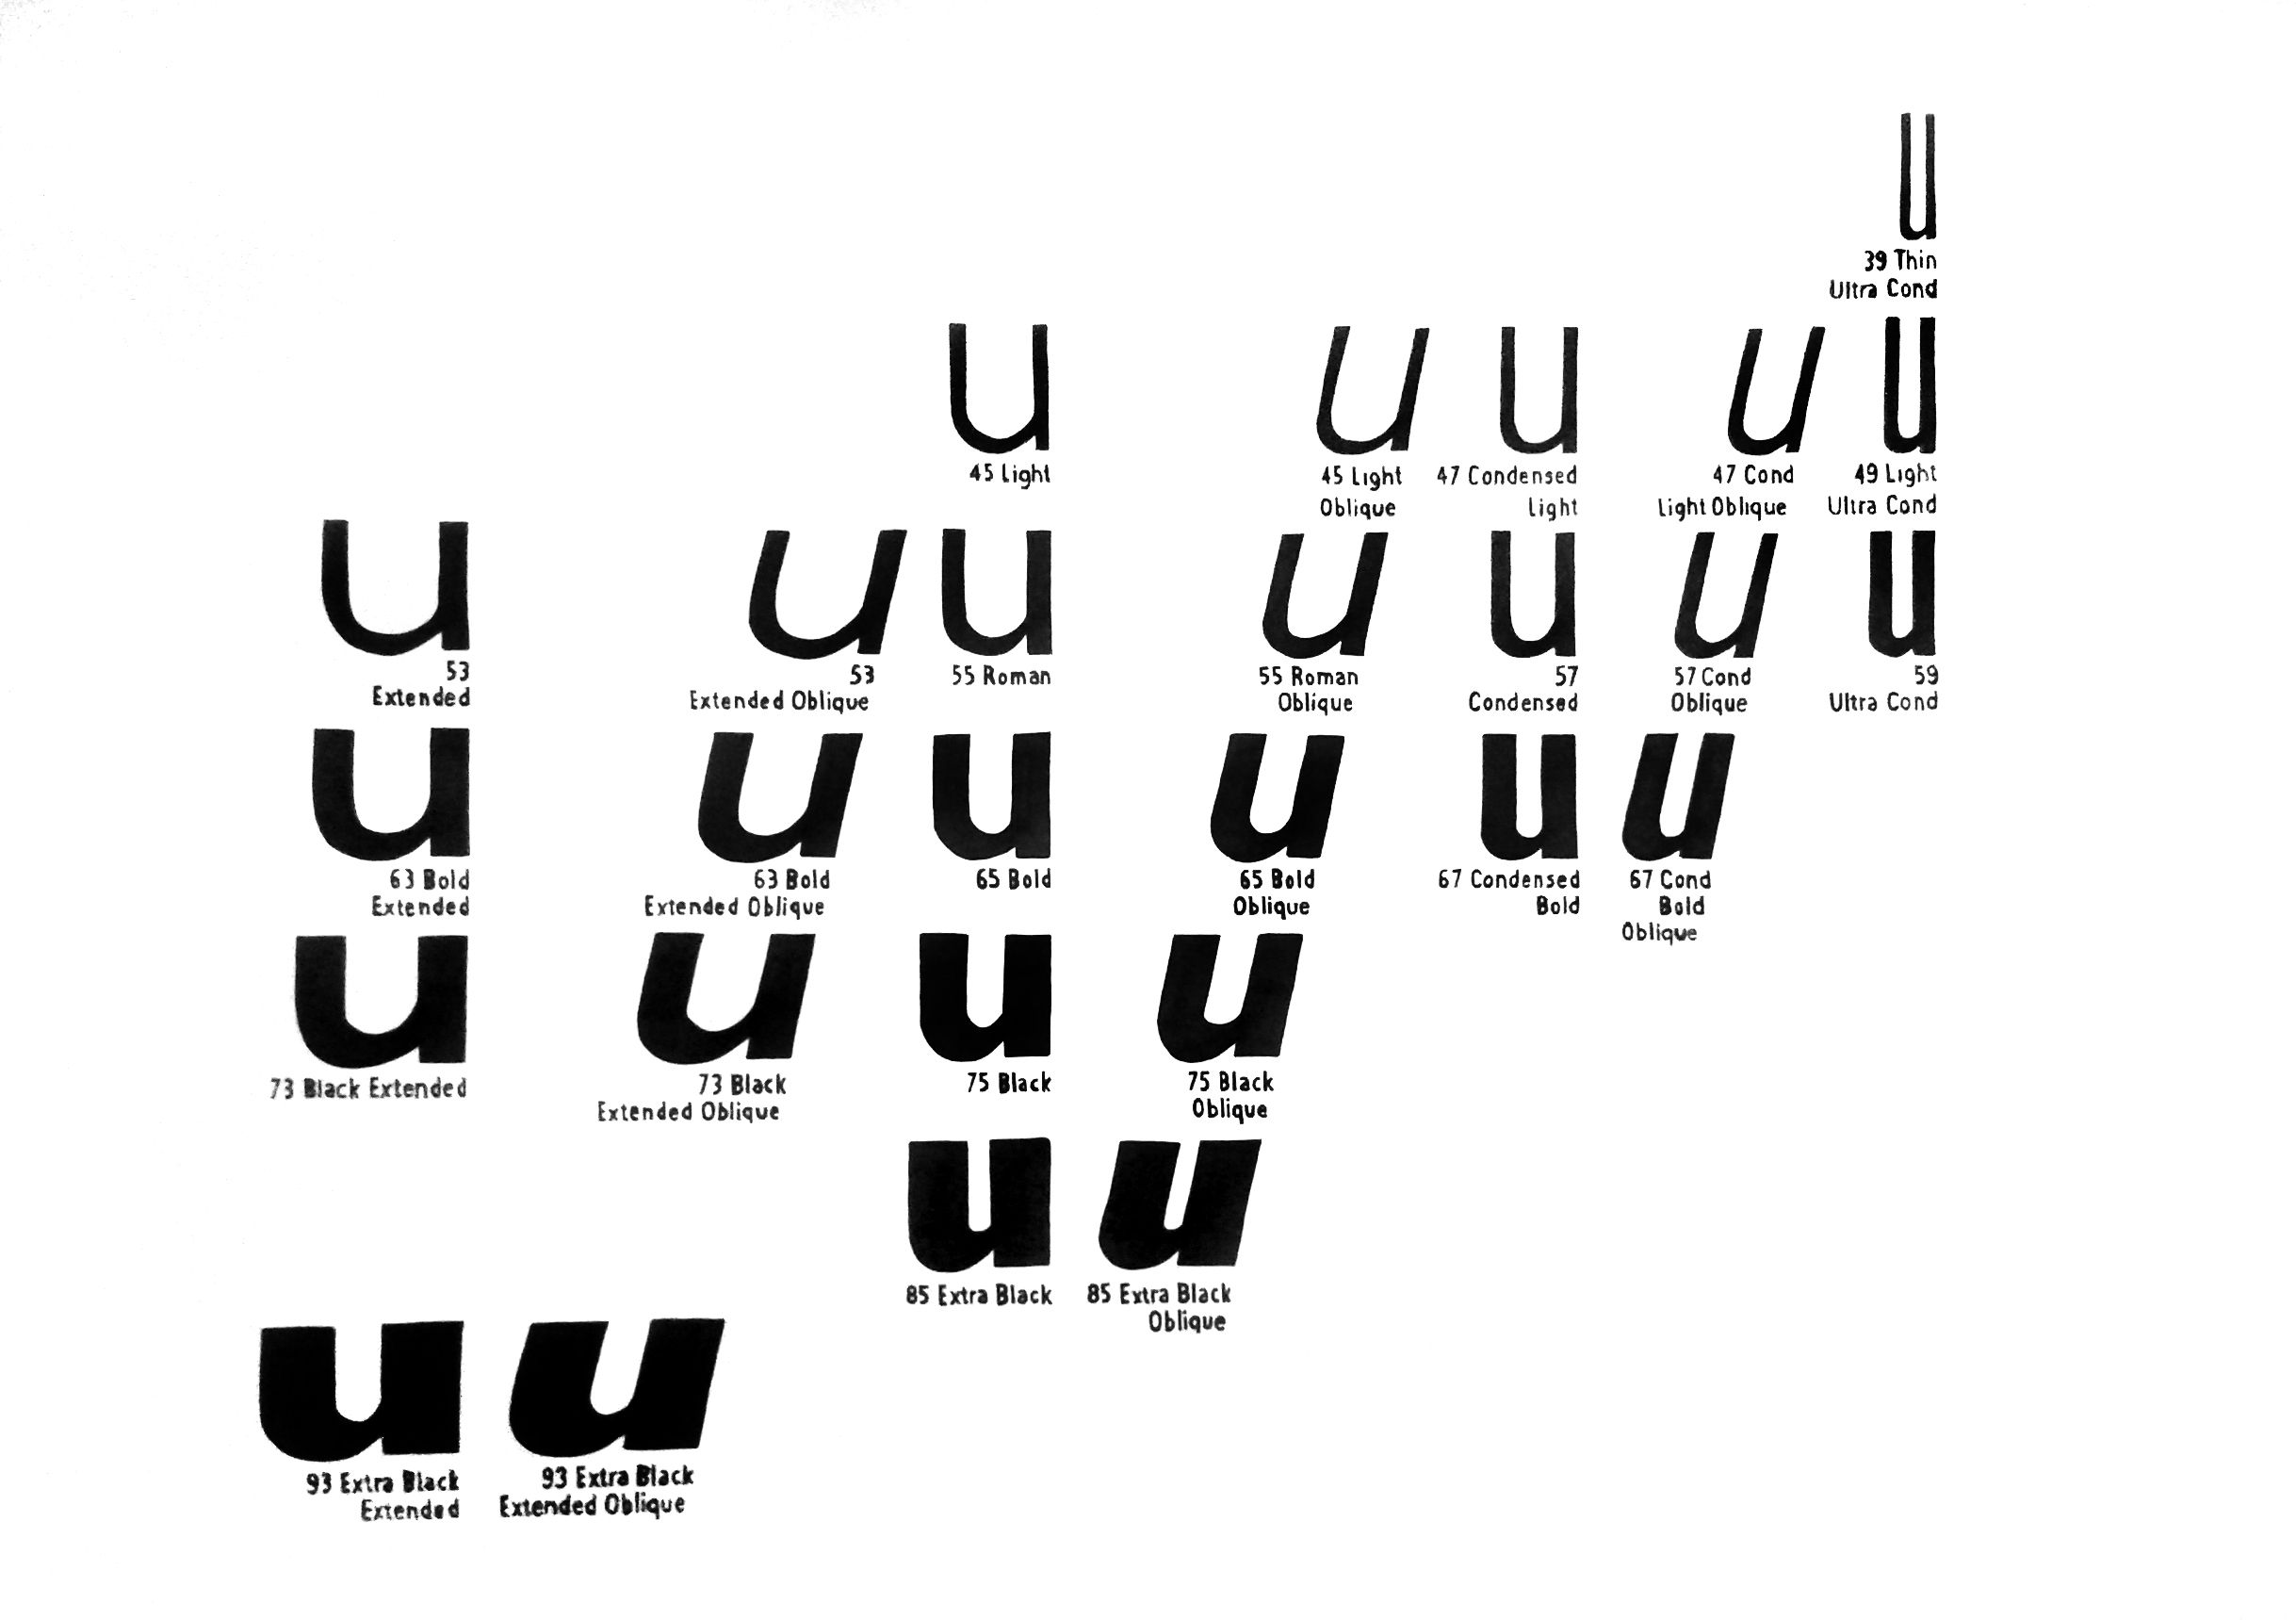 u
39 Thin
Ultra Cond
u u u u u
45 Light
45 Light
Oblique
47 Condensed
Light
47 Cond
Light Oblique
49 Light
Ultra Cond
u u u u u u u
53
Extended
53
Extended Oblique
55 Roman
55 Roman
Oblique
57
Condensed
57 Cond
Oblique
59
Ultra Cond
u u u u u u
63 Bold
Extended
63 Bold
Extended Oblique
65 Bold
65 Bold
Oblique
67 Condensed
Bold
67 Cond
Bold
Oblique
u u u u
73 Black Extended
73 Black
Extended Oblique
75 Black
75 Black
Oblique
u u
85 Extra Black
85 Extra Black
Oblique
u u
93 Extra Black
Extended
93 Extra Black
Extended Oblique